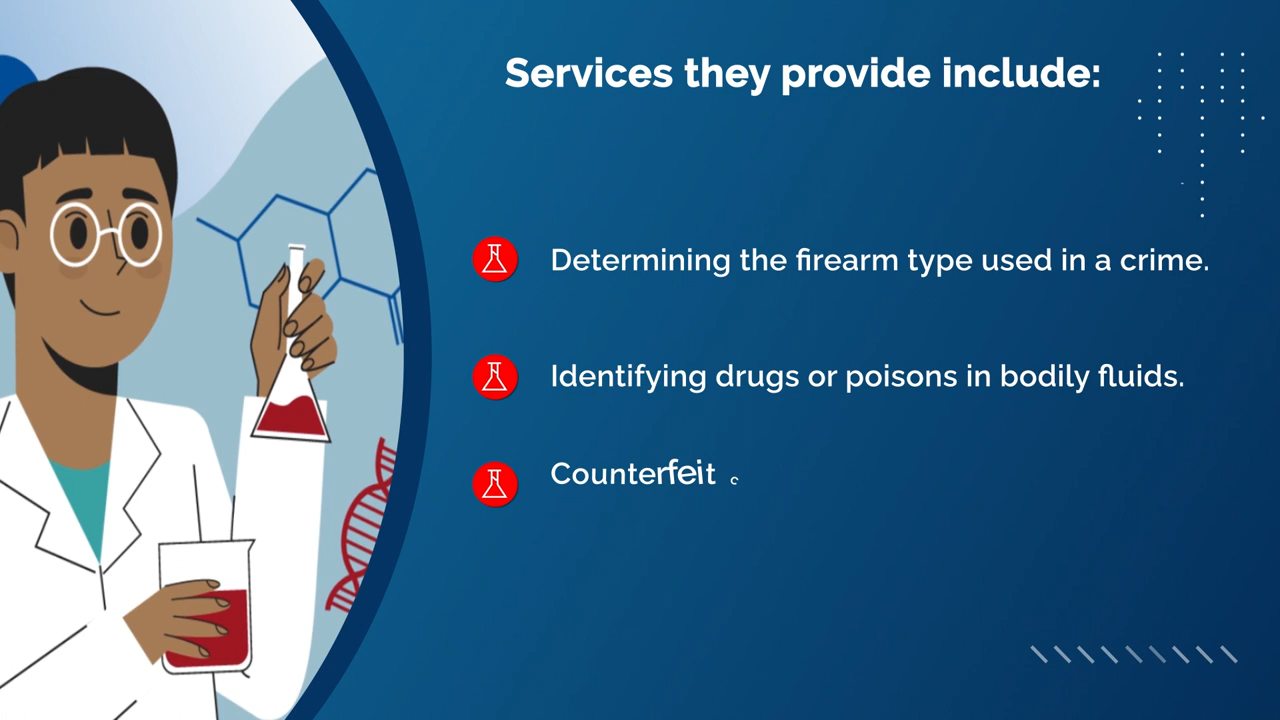 Services they provide include:
Determining the firearm type used in a crime.
Identifying drugs or poisons in bodily fluids.
Counterfeit